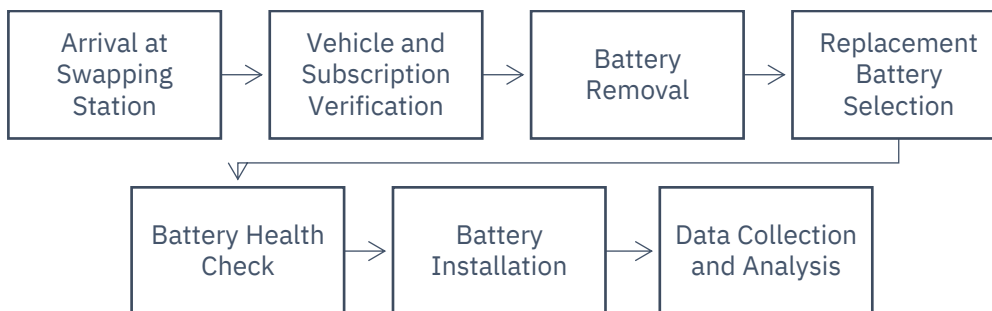 Arrival at
Swapping
Station
Vehicle and
Subscription
Verification
Battery
Removal
Replacement
Battery
Selection
Battery Health
Check
Battery
Installation
Data Collection
and Analysis